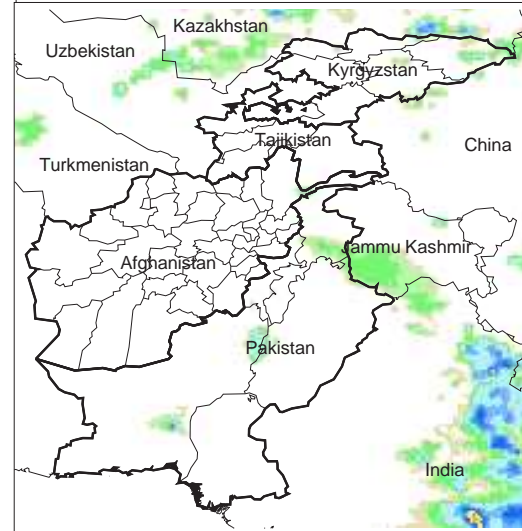 Kazakhstan
Uzbekistan
Kyrgyzstan
China
Tajikistan
Turkmenistan
Jammu Kashmir
Afghanistan
Pakistan
India